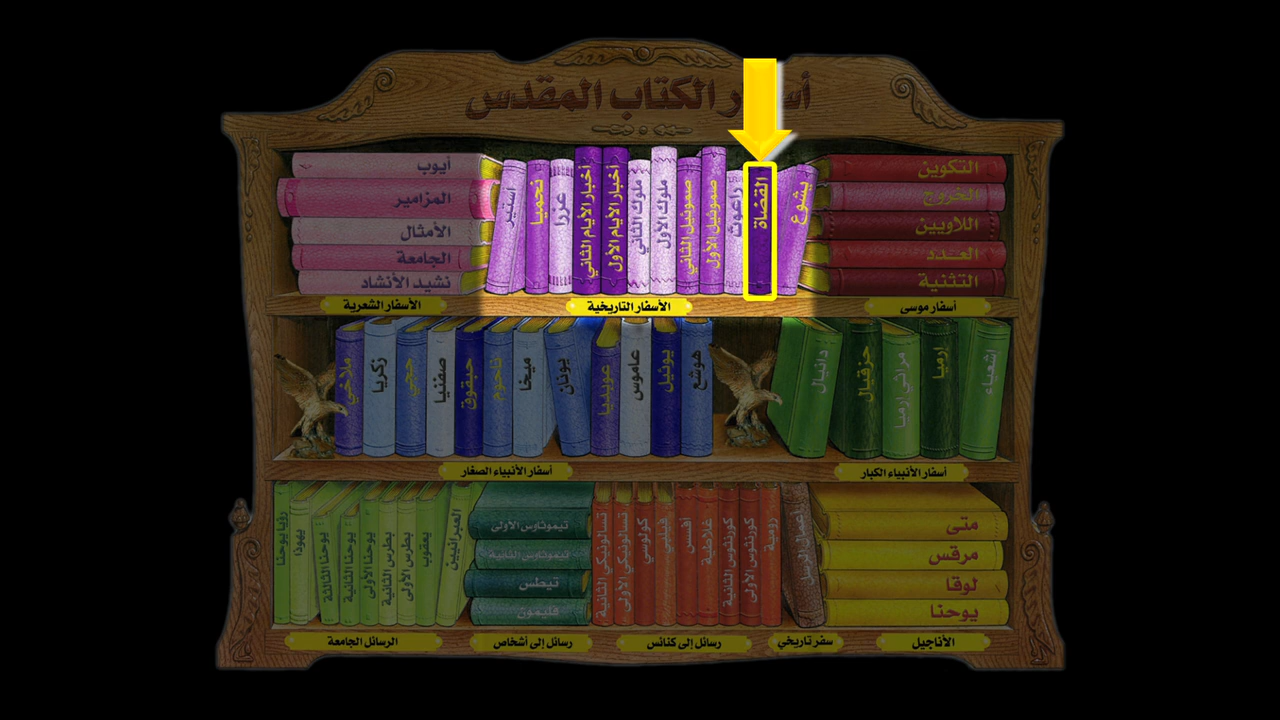 أسفار الكتاب المقدس
التكوين
الخروج
اللاويين
العدد
التثنية
أسفار موسى
يشوع
القضاة
راعوث
صموئيل الأول
صموئيل الثاني
ملوك الأول
ملوك الثاني
أخبار الأيام الأول
أخبار الأيام الثاني
عزرا
نحميا
أستير
الأسفار التاريخية
أيوب
المزامير
الأمثال
الجامعة
نشيد الأنشاد
الأسفار الشعرية
إشعياء
إرميا
مراثي إرميا
حزقيال
دانيال
أسفار الأنبياء الكبار
هوشع
يوئيل
عاموس
عوبديا
يونان
ميخا
ناحوم
حبقوق
صفنيا
حجي
زكريا
ملاخي
أسفار الأنبياء الصغار
متى
مرقس
لوقا
يوحنا
الأناجيل
أعمال الرسل
سفر تاريخي
رومية
كورنثوس الأولى
كورنثوس الثانية
غلاطية
أفسس
فيلبي
كولوسي
تسالونيكي الأولى
تسالونيكي الثانية
رسائل إلى كنائس
تيموثاوس الأولى
تيموثاوس الثانية
تيطس
فليمون
رسائل إلى أشخاص
العبرانيين
يعقوب
بطرس الأولى
بطرس الثانية
يوحنا الأولى
يوحنا الثانية
يوحنا الثالثة
يهوذا
رؤيا يوحنا
الرسائل الجامعة